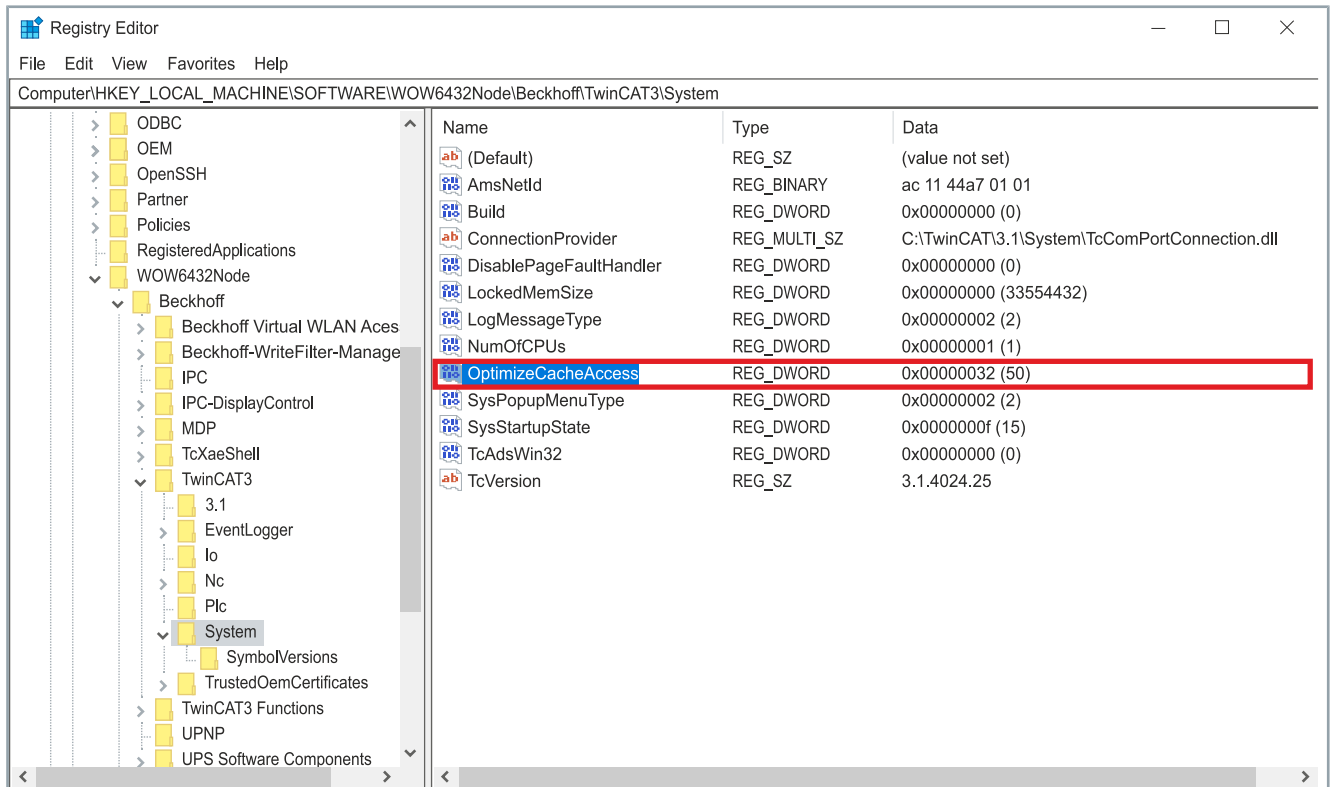 Registry Editor
File Edit View Favorites Help
Computer\HKEY_LOCAL_MACHINE\SOFTWARE\WOW6432Node\Beckhoff\TwinCAT3\System
ODBC
OEM
OpenSSH
Partner
Policies
RegisteredApplications
WOW6432Node
Beckhoff
Beckhoff Virtual WLAN Aces
Beckhoff-WriteFilter-Manage
IPC
IPC-DisplayControl
MDP
TcXaeShell
TwinCAT3
3.1
EventLogger
Io
Nc
Plc
System
SymbolVersions
TrustedOemCertificates
TwinCAT3 Functions
UPNP
UPS Software Components
Name Type Data
(Default) REG_SZ (value not set)
AmsNetId REG_BINARY ac 11 44a7 01 01
Build REG_DWORD 0x00000000 (0)
ConnectionProvider REG_MULTI_SZ C:\TwinCAT\3.1\System\TcComPortConnection.dll
DisablePageFaultHandler REG_DWORD 0x00000000 (0)
LockedMemSize REG_DWORD 0x00000000 (33554432)
LogMessageType REG_DWORD 0x00000002 (2)
NumOfCPUs REG_DWORD 0x00000001 (1)
OptimizeCacheAccess REG_DWORD 0x00000032 (50)
SysPopupMenuType REG_DWORD 0x00000002 (2)
SysStartupState REG_DWORD 0x0000000f (15)
TcAdsWin32 REG_DWORD 0x00000000 (0)
TcVersion REG_SZ 3.1.4024.25